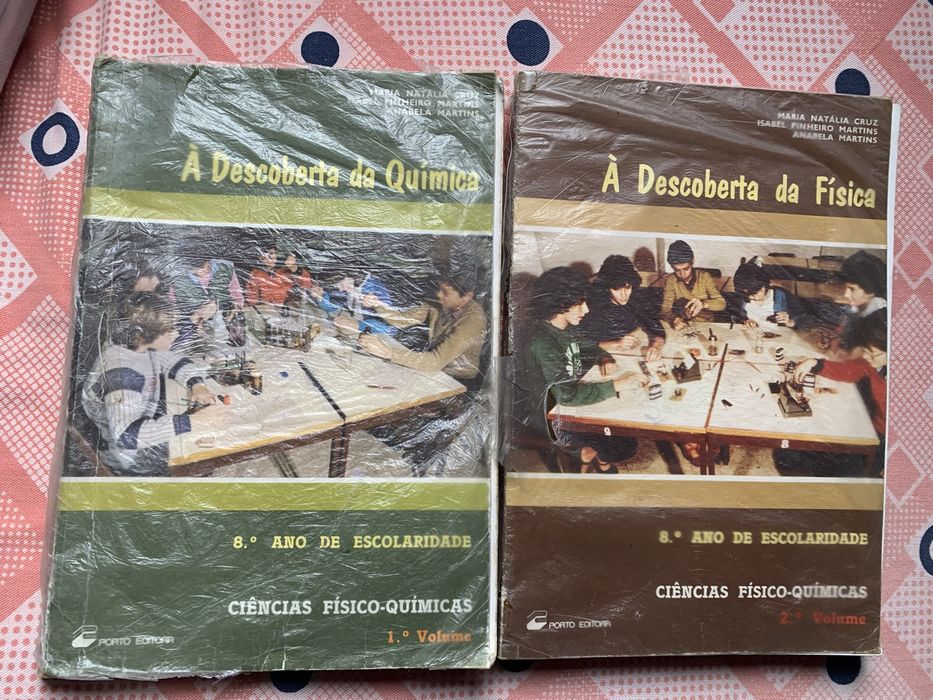 MARIA NATÁLIA CRUZ
ISABEL PINHEIRO MARTINS
ANABELA MARTINS
À Descoberta da Química
8.º ANO DE ESCOLARIDADE
CIÊNCIAS FÍSICO-QUÍMICAS
1.º Volume
PORTO EDITORA
MARIA NATÁLIA CRUZ
ISABEL PINHEIRO MARTINS
ANABELA MARTINS
À Descoberta da Física
9
8
8.º ANO DE ESCOLARIDADE
CIÊNCIAS FÍSICO-QUÍMICAS
2.º Volume
PORTO EDITORA